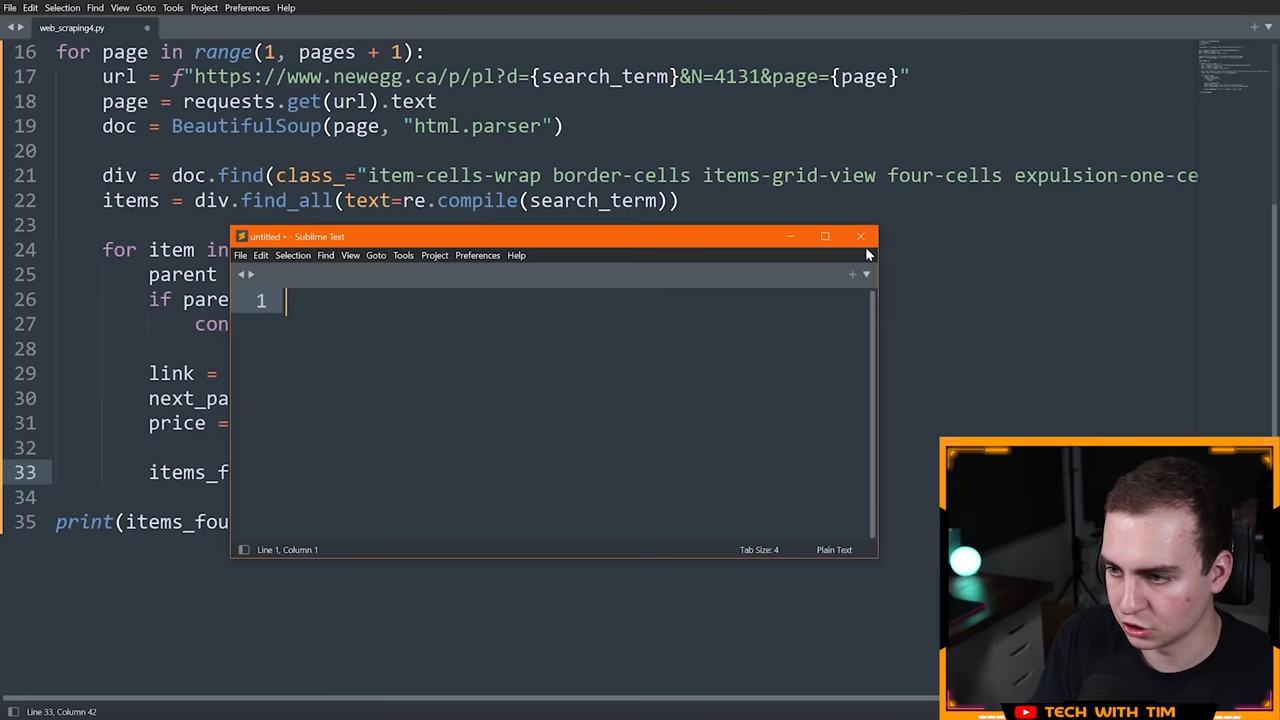 File Edit Selection Find View Goto Tools Project Preferences Help
web_scraping4.py
16 for page in range(1, pages + 1):
17 url = f"https://www.newegg.ca/p/pl?d={search_term}&N=4131&page={page}"
18 page = requests.get(url).text
19 doc = BeautifulSoup(page, "html.parser")
20
21 div = doc.find(class_="item-cells-wrap border-cells items-grid-view four-cells expulsion-one-ce
22 items = div.find_all(text=re.compile(search_term))
23
24 for item in
25 parent
26 if pare
27 con
28
29 link =
30 next_pa
31 price =
32
33 items_f
34
35 print(items_fou
untitled • - Sublime Text
File Edit Selection Find View Goto Tools Project Preferences Help
1
Line 1, Column 1 Tab Size: 4 Plain Text
TECH WITH TIM
Line 33, Column 42